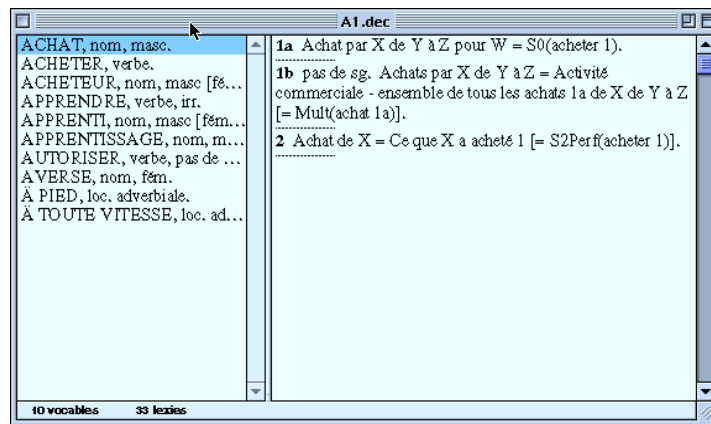 A1.dec
ACHAT, nom, masc.
ACHETER, verbe.
ACHETEUR, nom, masc [fé...
APPRENDRE, verbe, irr.
APPRENTI, nom, masc [fém...
APPRENTISSAGE, nom, m...
AUTORISER, verbe, pas de ...
AVERSE, nom, fém.
Ä PIED, loc. adverbiale.
Ä TOUTE VITESSE, loc. ad...
1a Achat par X de Y à Z pour W = S0(acheter 1).
1b pas de sg. Achats par X de Y à Z = Activité
commerciale - ensemble de tous les achats 1a de X de Y à Z
[= Mult(achat 1a)].
2 Achat de X = Ce que X a acheté 1 [= S2Perf(acheter 1)].
10 vocables 33 lexies